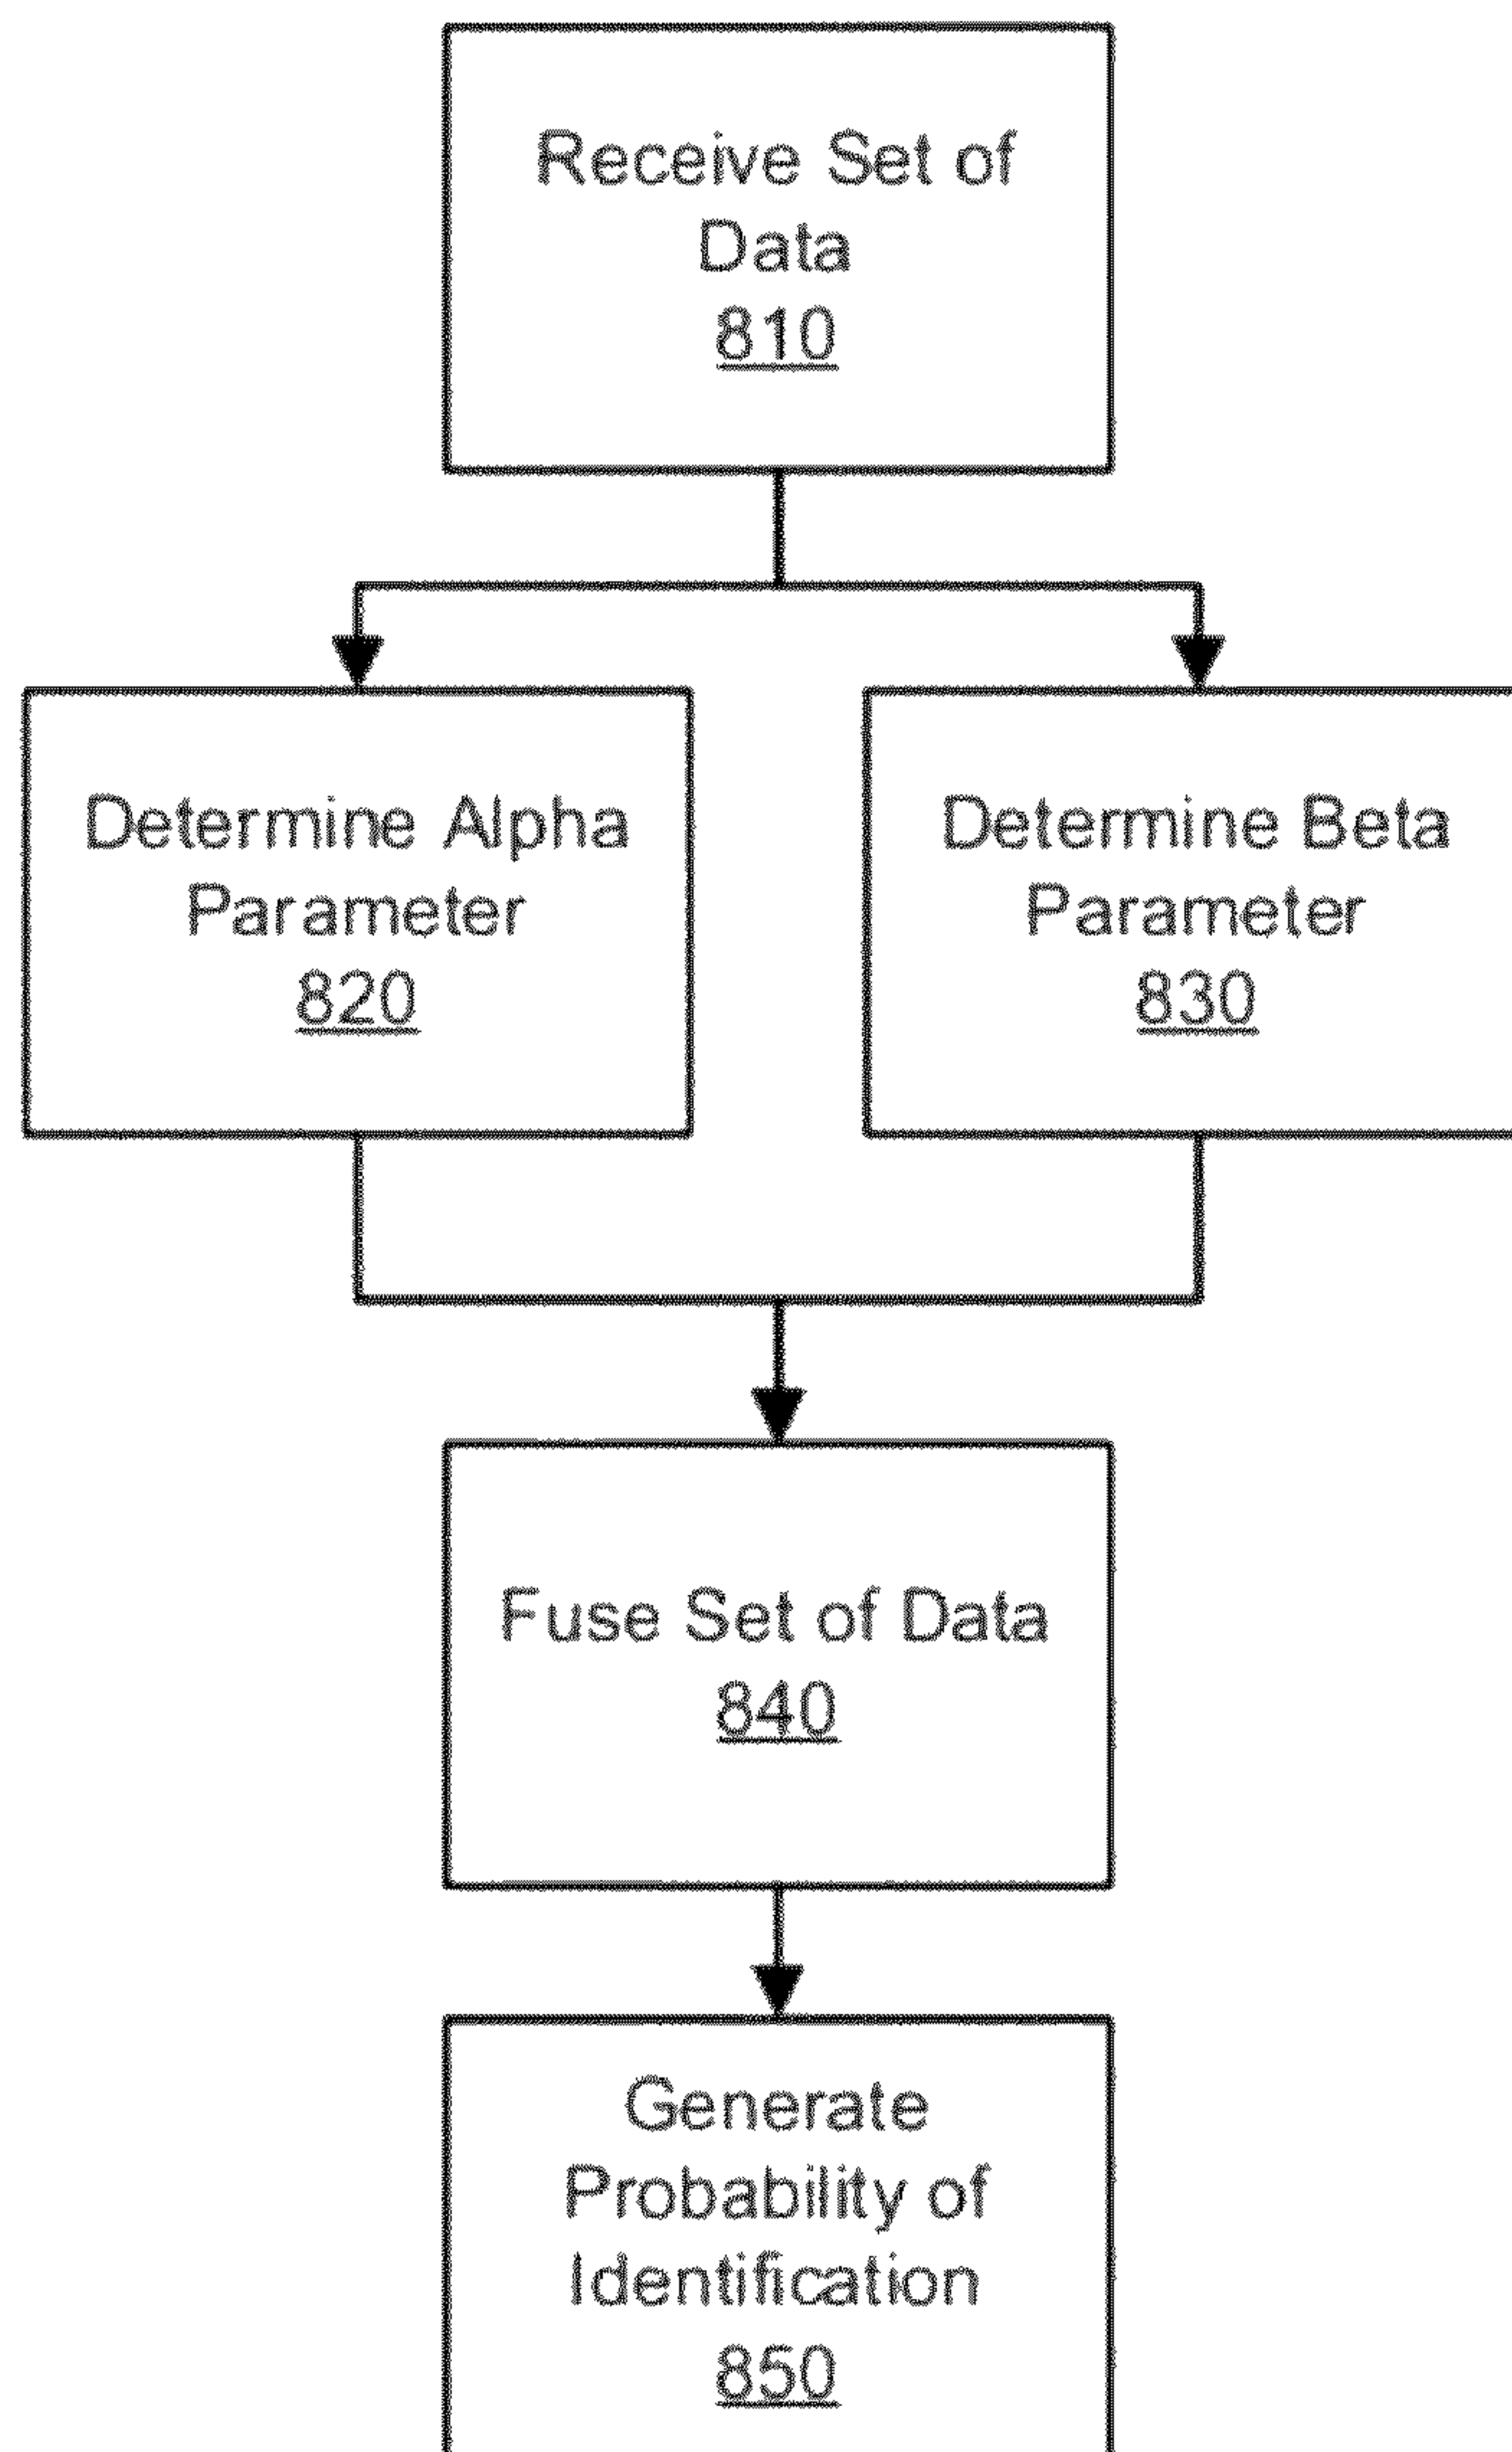 Receive Set of
Data
810
Determine Alpha
Parameter
820
Determine Beta
Parameter
830
Fuse Set of Data
840
Generate
Probability of
Identification
850